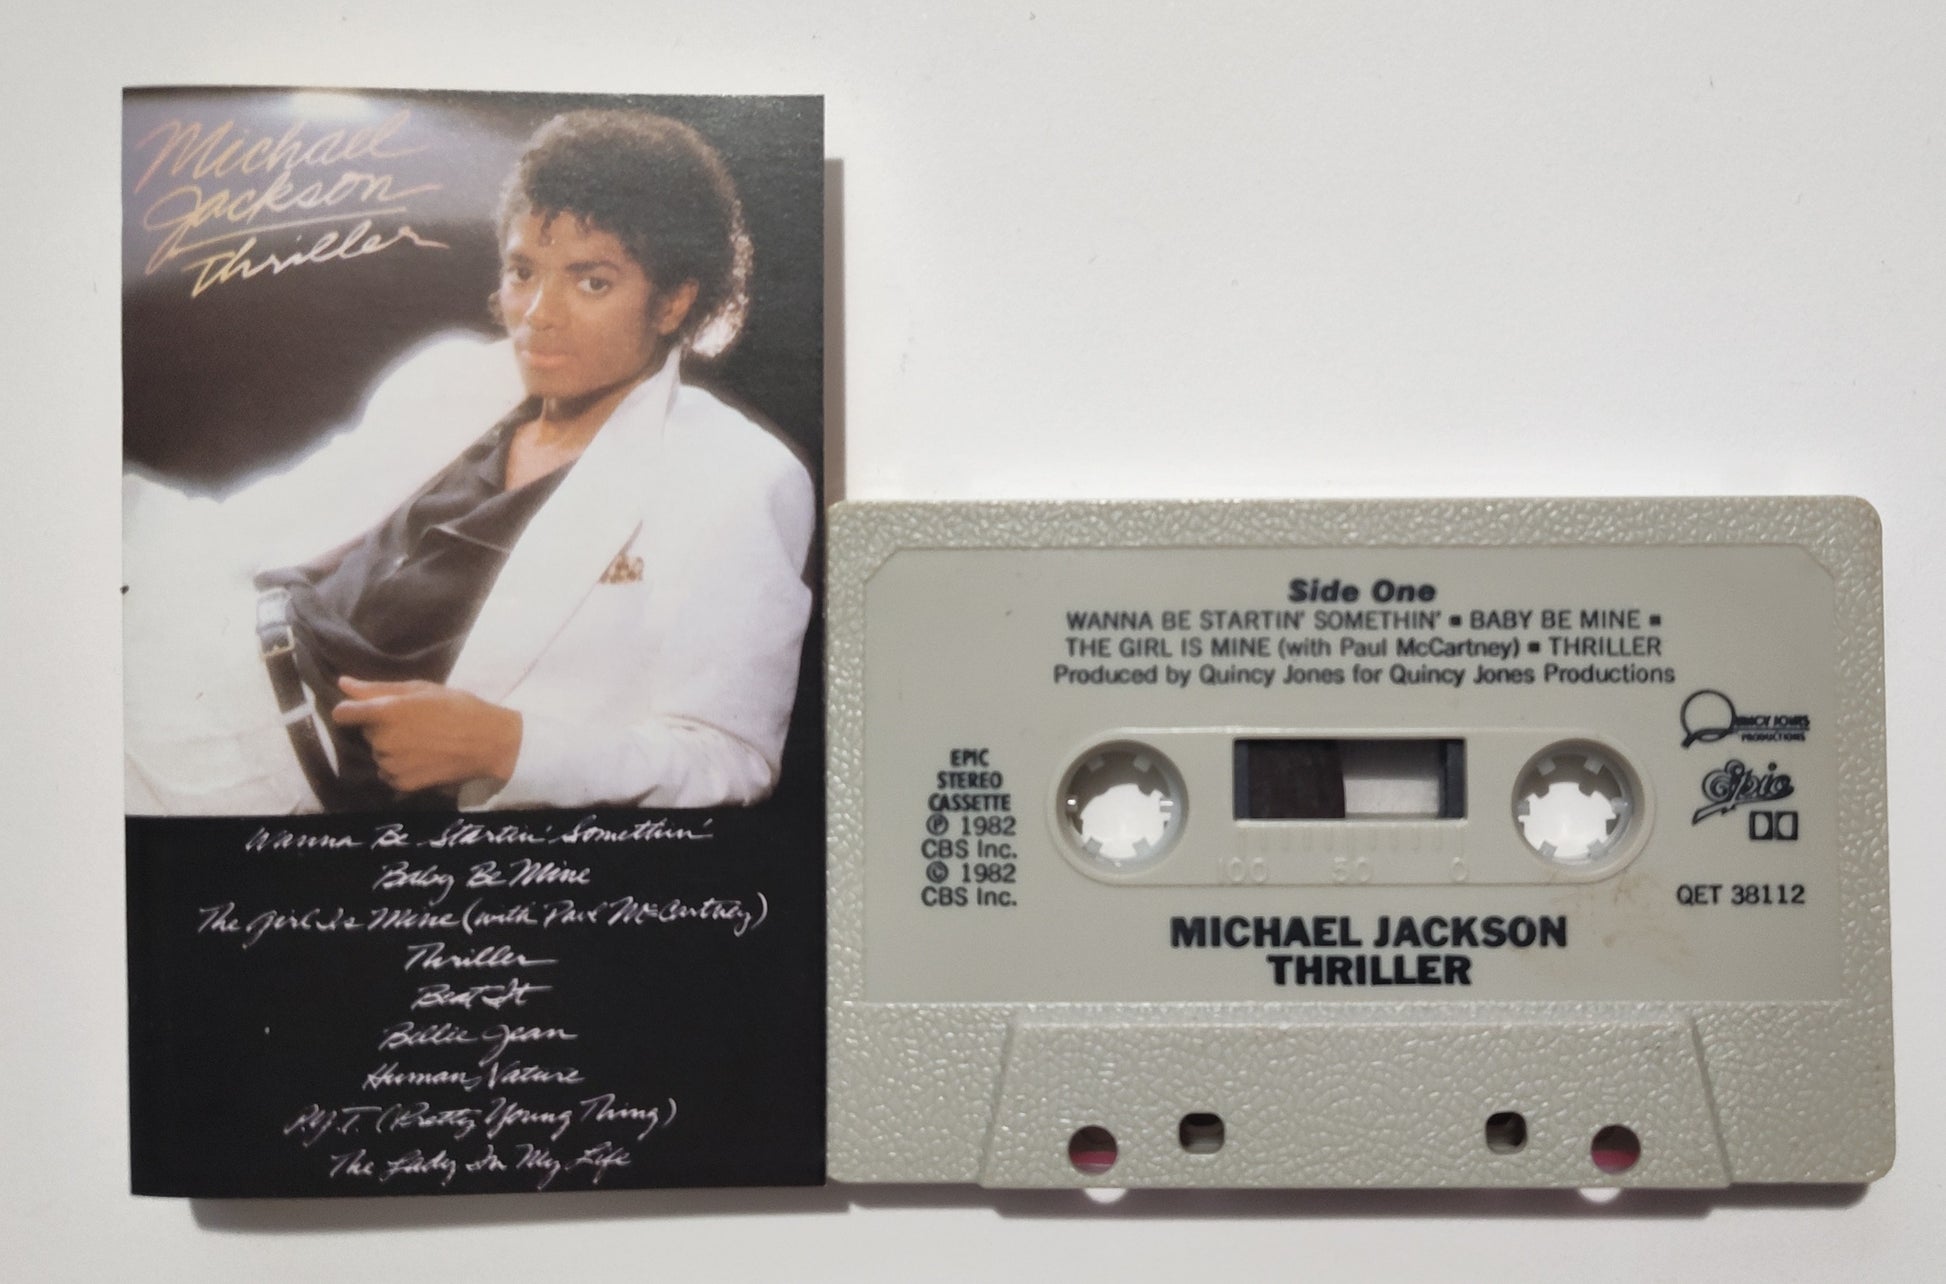 Michael
Jackson
Thriller
Wanna Be Startin' Somethin'
Baby Be Mine
The Girl Is Mine (with Paul McCartney)
Thriller
Beat It
Billie Jean
Human Nature
P.Y.T. (Pretty Young Thing)
The Lady In My Life
Side One
WANNA BE STARTIN' SOMETHIN' ▪ BABY BE MINE ▪
THE GIRL IS MINE (with Paul McCartney) ▪ THRILLER
Produced by Quincy Jones for Quincy Jones Productions
QUINCY JONES
PRODUCTIONS
EPIC
STEREO
CASSETTE
℗ 1982
CBS Inc.
© 1982
CBS Inc.
Epic
100 50 0
QET 38112
MICHAEL JACKSON
THRILLER